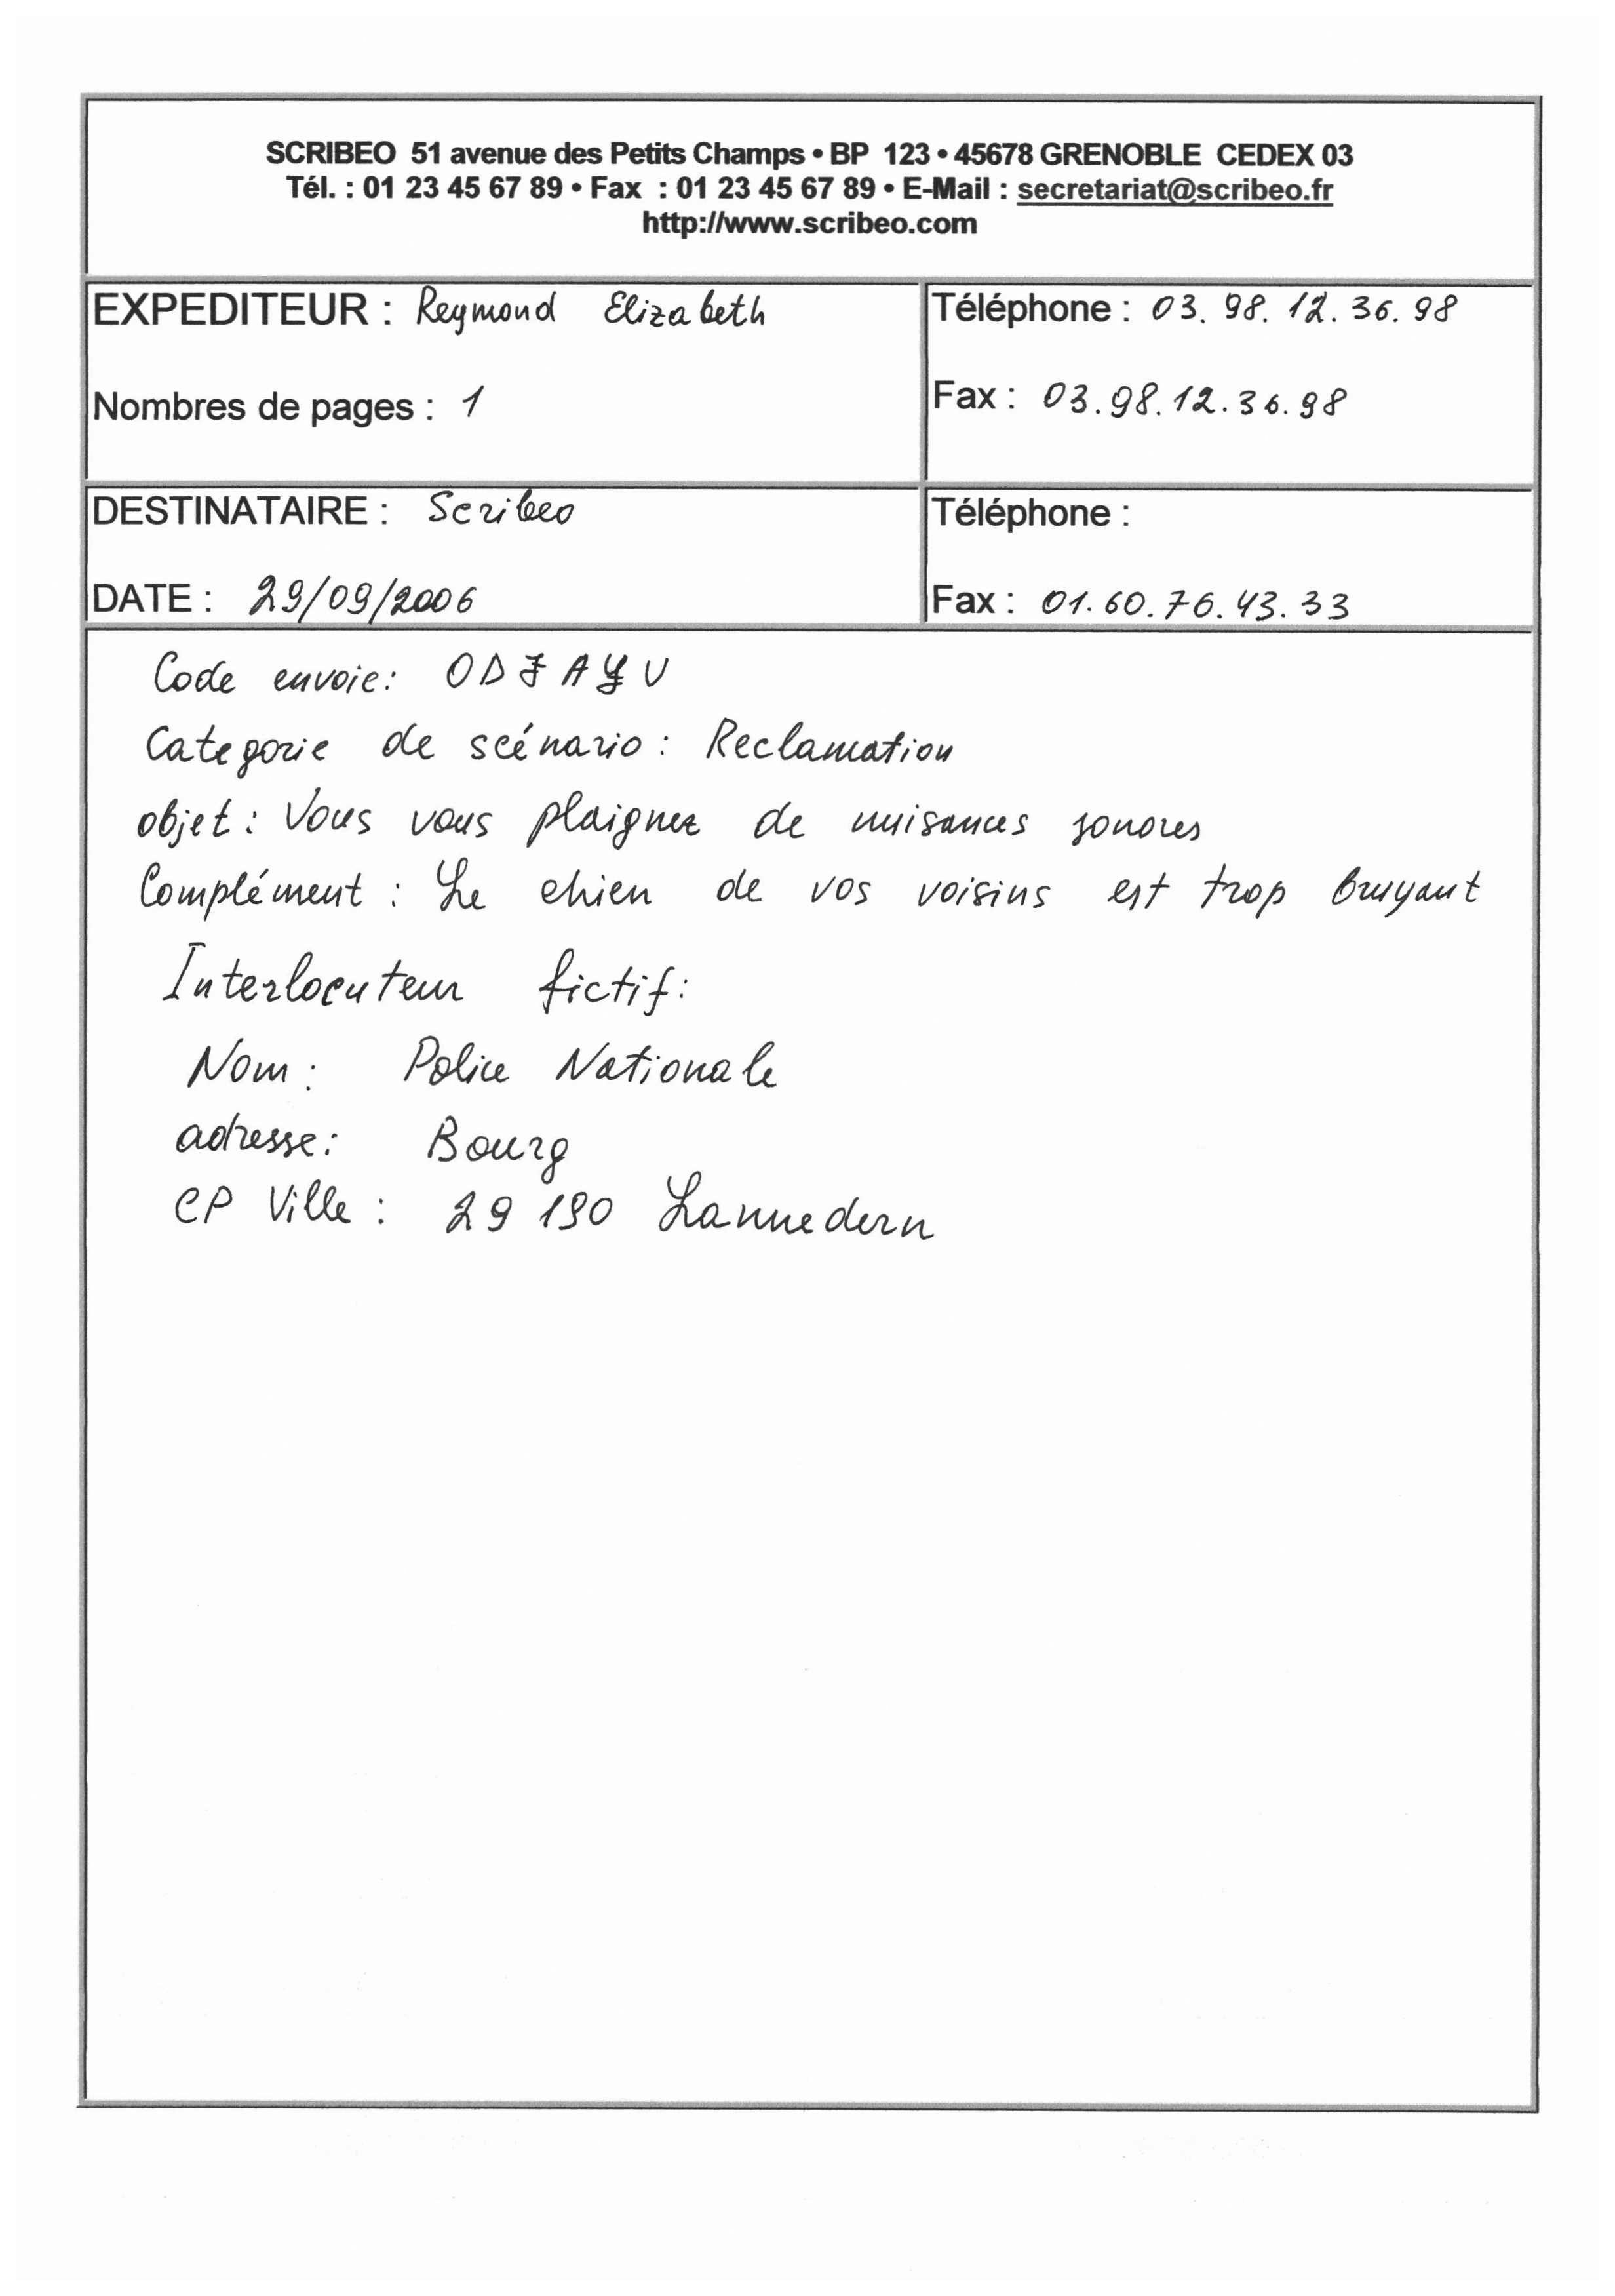 SCRIBEO 51 avenue des Petits Champs • BP 123 • 45678 GRENOBLE CEDEX 03
Tél. : 01 23 45 67 89 • Fax : 01 23 45 67 89 • E-Mail : secretariat@scribeo.fr
http://www.scribeo.com
EXPEDITEUR : Reymond Elizabeth
Téléphone : 03. 98. 12. 36. 98
Nombres de pages : 1
Fax : 03.98.12.36.98
DESTINATAIRE : Scribeo
Téléphone :
DATE : 29/09/2006
Fax : 01.60.76.43.33
Code envoie:
Categorie de scénario : Reclamation
objet : Vous vous plaignez de nuisances sonores
Complément : Le chien de vos voisins est trop bruyant
Interlocuteur fictif:
Nom : Police Nationale
adresse: Bourg
CP Ville : 29 190 Lannedern